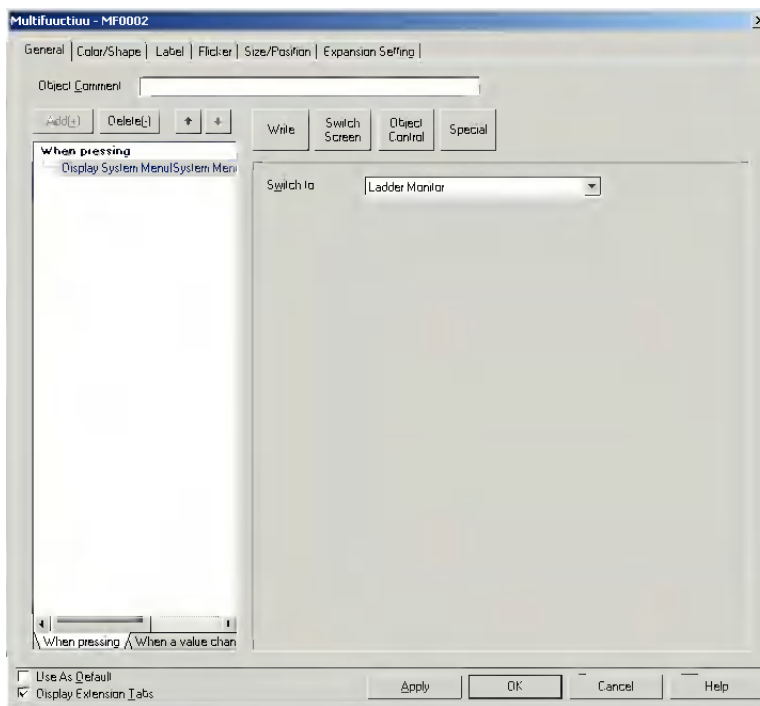 Multifuuctiuu - MF0002
General Color/Shape Label Flicker Size/Position Expansion Setting
Object Comment
Add(+) Delete(-)
Write Switch Screen Object Control Special
When pressing
Display System Menu!System Menu
Switch to Ladder Monitor
When pressing When a value chan
Use As Default
Display Extension Tabs
Apply OK Cancel Help